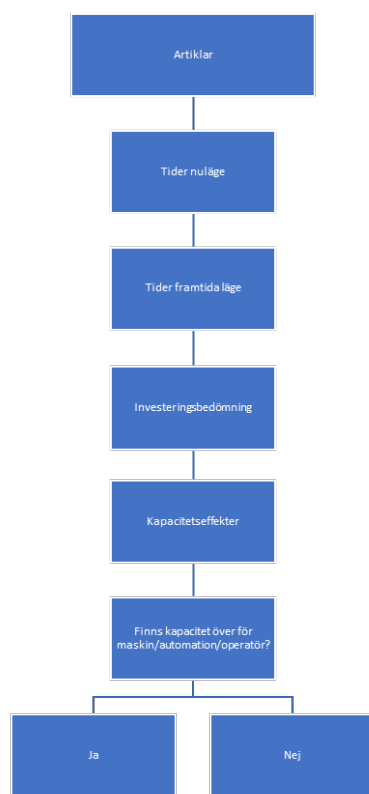 Artiklar
Tider nuläge
Tider framtida läge
Investeringsbedömning
Kapacitetseffekter
Finns kapacitet över för
maskin/automation/operatör?
Ja
Nej